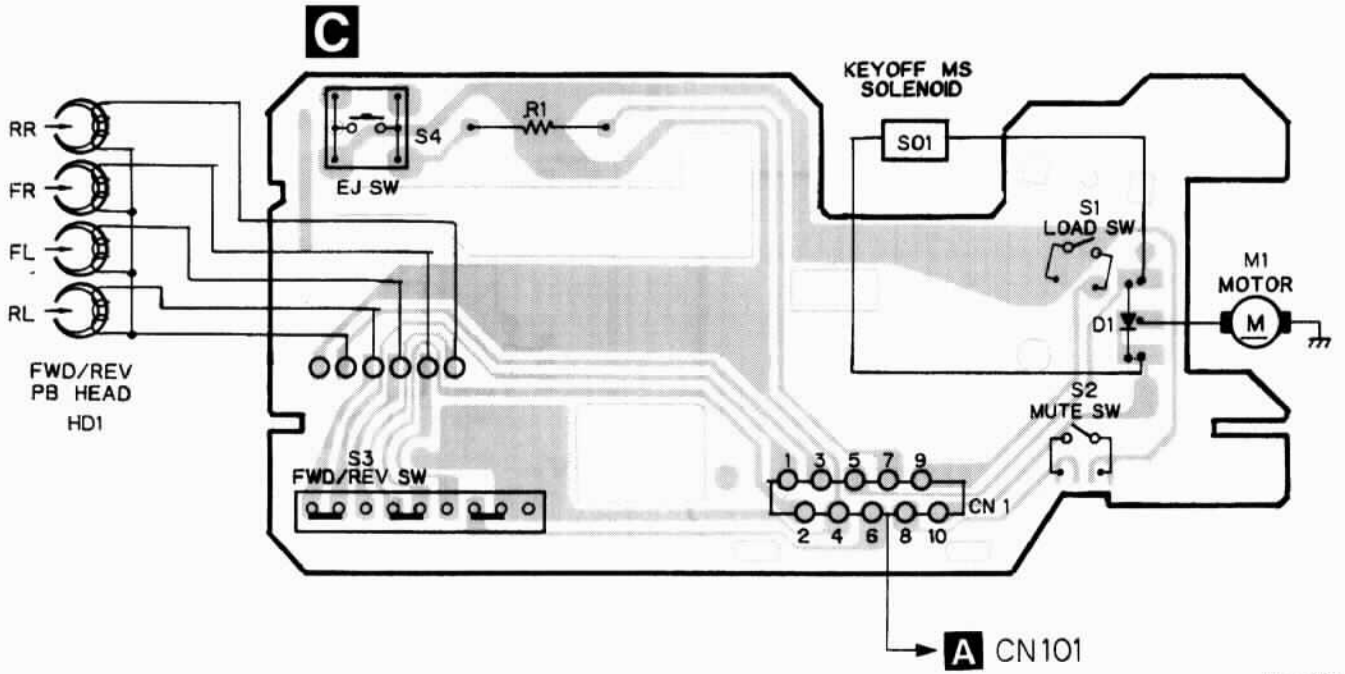 C
KEYOFF MS
SOLENOID
S01
RR
FR
FL
RL
FWD/REV
PB HEAD
HD1
S4
EJ SW
R1
S1
LOAD SW
M1
MOTOR
M
D1
S2
MUTE SW
S3
FWD/REV SW
1 3 5 7 9
CN 1
2 4 6 8 10
A CN101